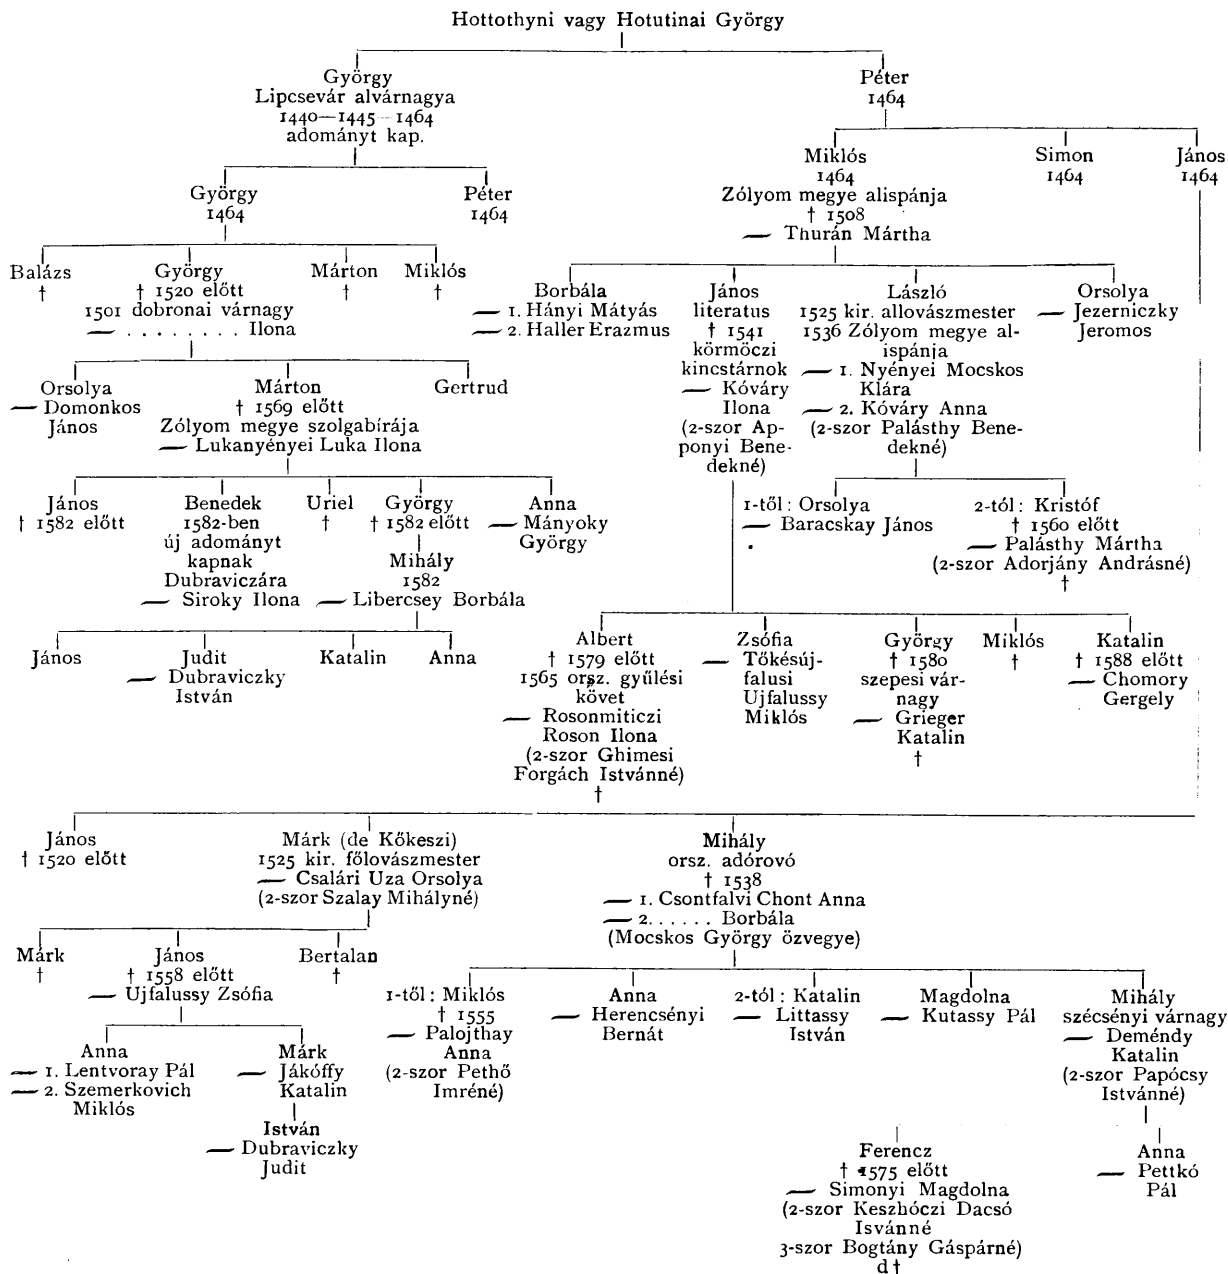 Hottothyni vagy Hotutinai György
György
Lipcsevár alvárnagya
1440—1445—1464
adományt kap.
Péter
1464
Miklós
1464
Zólyom megye alispánja
† 1508
— Thurán Mártha
Simon
1464
János
1464
György
1464
Péter
1464
Balázs
†
György
† 1520 előtt
1501 dobronai várnagy
— . . . . . . . . Ilona
Márton
†
Miklós
†
Borbála
— 1. Hányi Mátyás
— 2. Haller Erazmus
János
literatus
† 1541
körmöczi
kincstárnok
— Kóváry
Ilona
(2-szor Ap-
ponyi Bene-
dekné)
László
1525 kir. allovászmester
1536 Zólyom megye al-
ispánja
— 1. Nyényei Mocskos
Klára
— 2. Kóváry Anna
(2-szor Palásthy Bene-
dekné)
Orsolya
— Jezerniczky
Jeromos
Orsolya
— Domonkos
János
Márton
† 1569 előtt
Zólyom megye szolgabírája
— Lukanyényei Luka Ilona
Gertrud
János
† 1582 előtt
Benedek
1582-ben
új adományt
kapnak
Dubraviczára
— Siroky Ilona
Uriel
†
György
† 1582 előtt
Mihály
1582
— Libercsey Borbála
Anna
— Mányoky
György
1-től: Orsolya
— Baracskay János
2-tól: Kristóf
† 1560 előtt
— Palásthy Mártha
(2-szor Adorjány Andrásné)
†
János
Judit
— Dubraviczky
István
Katalin
Anna
Albert
† 1579 előtt
1565 orsz. gyűlési
követ
— Rosonmiticzi
Roson Ilona
(2-szor Ghimesi
Forgách Istvánné)
†
Zsófia
— Tőkésúj-
falusi
Ujfalussy
Miklós
György
† 1580
szepesi vár-
nagy
— Grieger
Katalin
†
Miklós
†
Katalin
† 1588 előtt
— Chomory
Gergely
János
† 1520 előtt
Márk (de Kőkeszi)
1525 kir. főlovászmester
— Csalári Uza Orsolya
(2-szor Szalay Mihályné)
Mihály
orsz. adórovó
† 1538
— 1. Csontfalvi Chont Anna
— 2. . . . . . Borbála
(Mocskos György özvegye)
Márk
†
János
† 1558 előtt
— Ujfalussy Zsófia
Bertalan
†
1-től: Miklós
† 1555
— Palojthay
Anna
(2-szor Pethő
Imréné)
Anna
— Herencsényi
Bernát
2-tól: Katalin
— Littassy
István
Magdolna
— Kutassy Pál
Mihály
szécsényi várnagy
— Deméndy
Katalin
(2-szor Papócsy
Istvánné)
Anna
— 1. Lentvoray Pál
— 2. Szemerkovich
Miklós
Márk
— Jákóffy
Katalin
István
— Dubraviczky
Judit
Ferencz
† 1575 előtt
— Simonyi Magdolna
(2-szor Keszhóczi Dacsó
Isvánné
3-szor Bogtány Gáspárné)
d†
Anna
— Pettkó
Pál